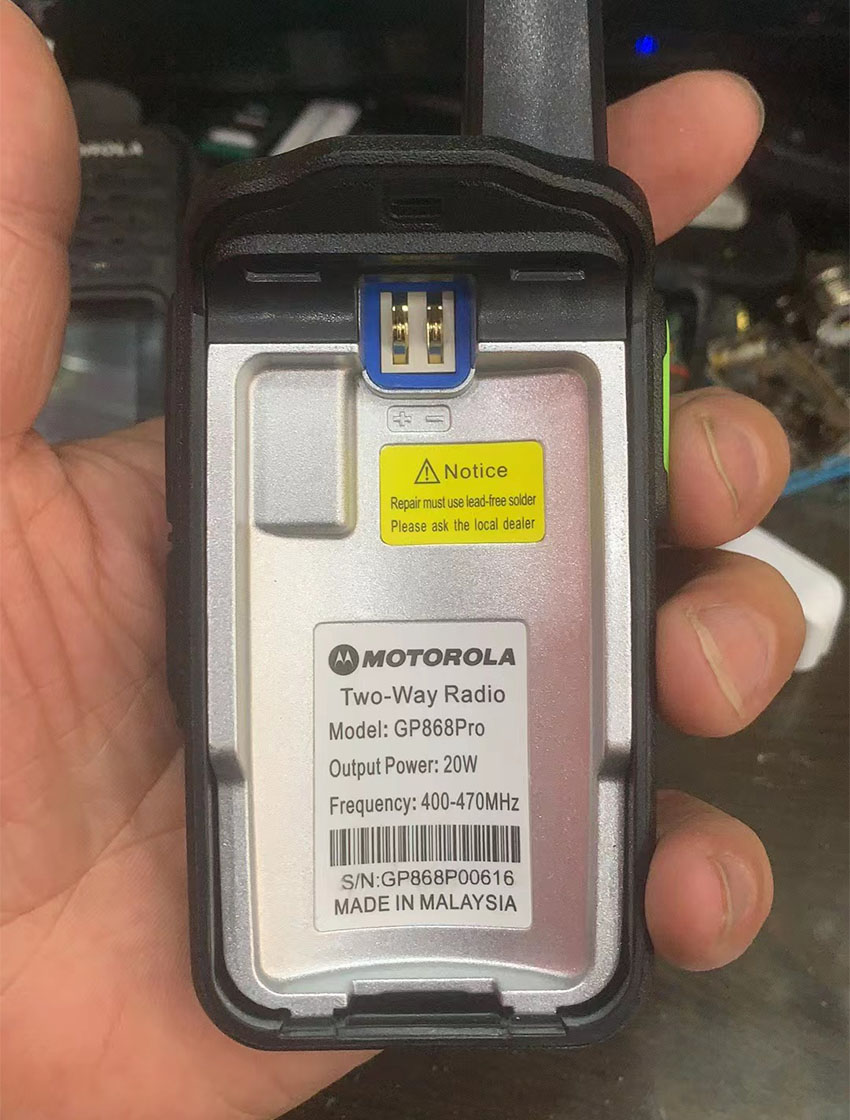 + -
Notice
Repair must use lead-free solder
Please ask the local dealer
MOTOROLA
Two-Way Radio
Model: GP868Pro
Output Power: 20W
Frequency: 400-470MHz
S/N:GP868P00616
MADE IN MALAYSIA